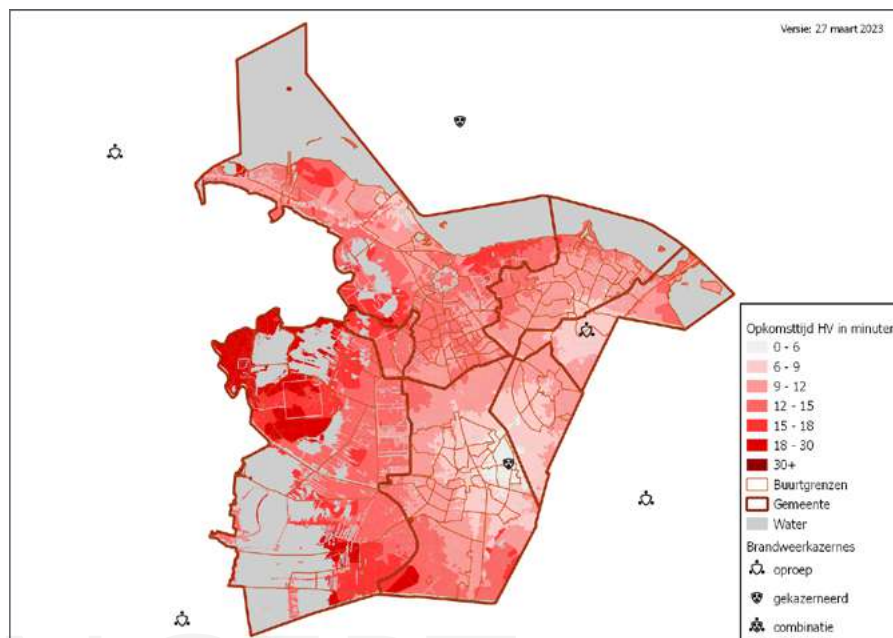 Versie: 27 maart 2023
Opkomsttijd HV in minuten
0 - 6
6 - 9
9 - 12
12 - 15
15 - 18
18 - 30
30+
Buurtgrenzen
Gemeente
Water
Brandweerkazernes
oproep
gekazerneerd
combinatie